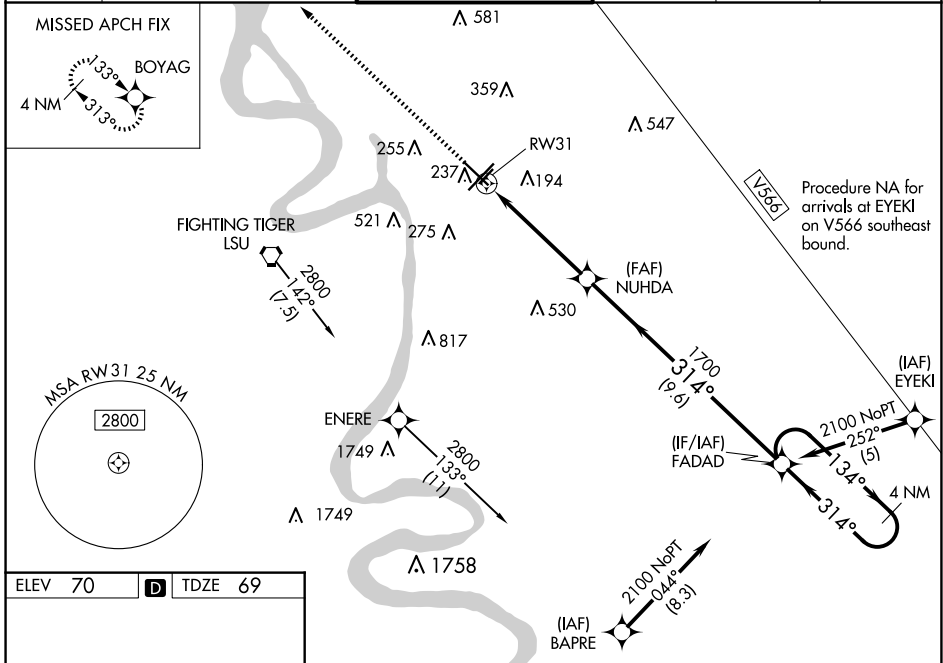 MISSED APCH FIX
BOYAG
133°
313°
4 NM
581
359
547
255
237
RW31
194
521
275
V566
Procedure NA for
arrivals at EYEKI
on V566 southeast
bound.
FIGHTING TIGER
LSU
2800
142°
(7.5)
(FAF)
NUHDA
530
817
1700
314°
(9.6)
(IAF)
EYEKI
MSA RW31 25 NM
2800
ENERE
2800
133°
(11)
1749
1749
2100 NoPT
252°
(5)
(IF/IAF)
FADAD
134°
314°
4 NM
1758
2100 NoPT
044°
(8.3)
(IAF)
BAPRE
ELEV 70 D TDZE 69